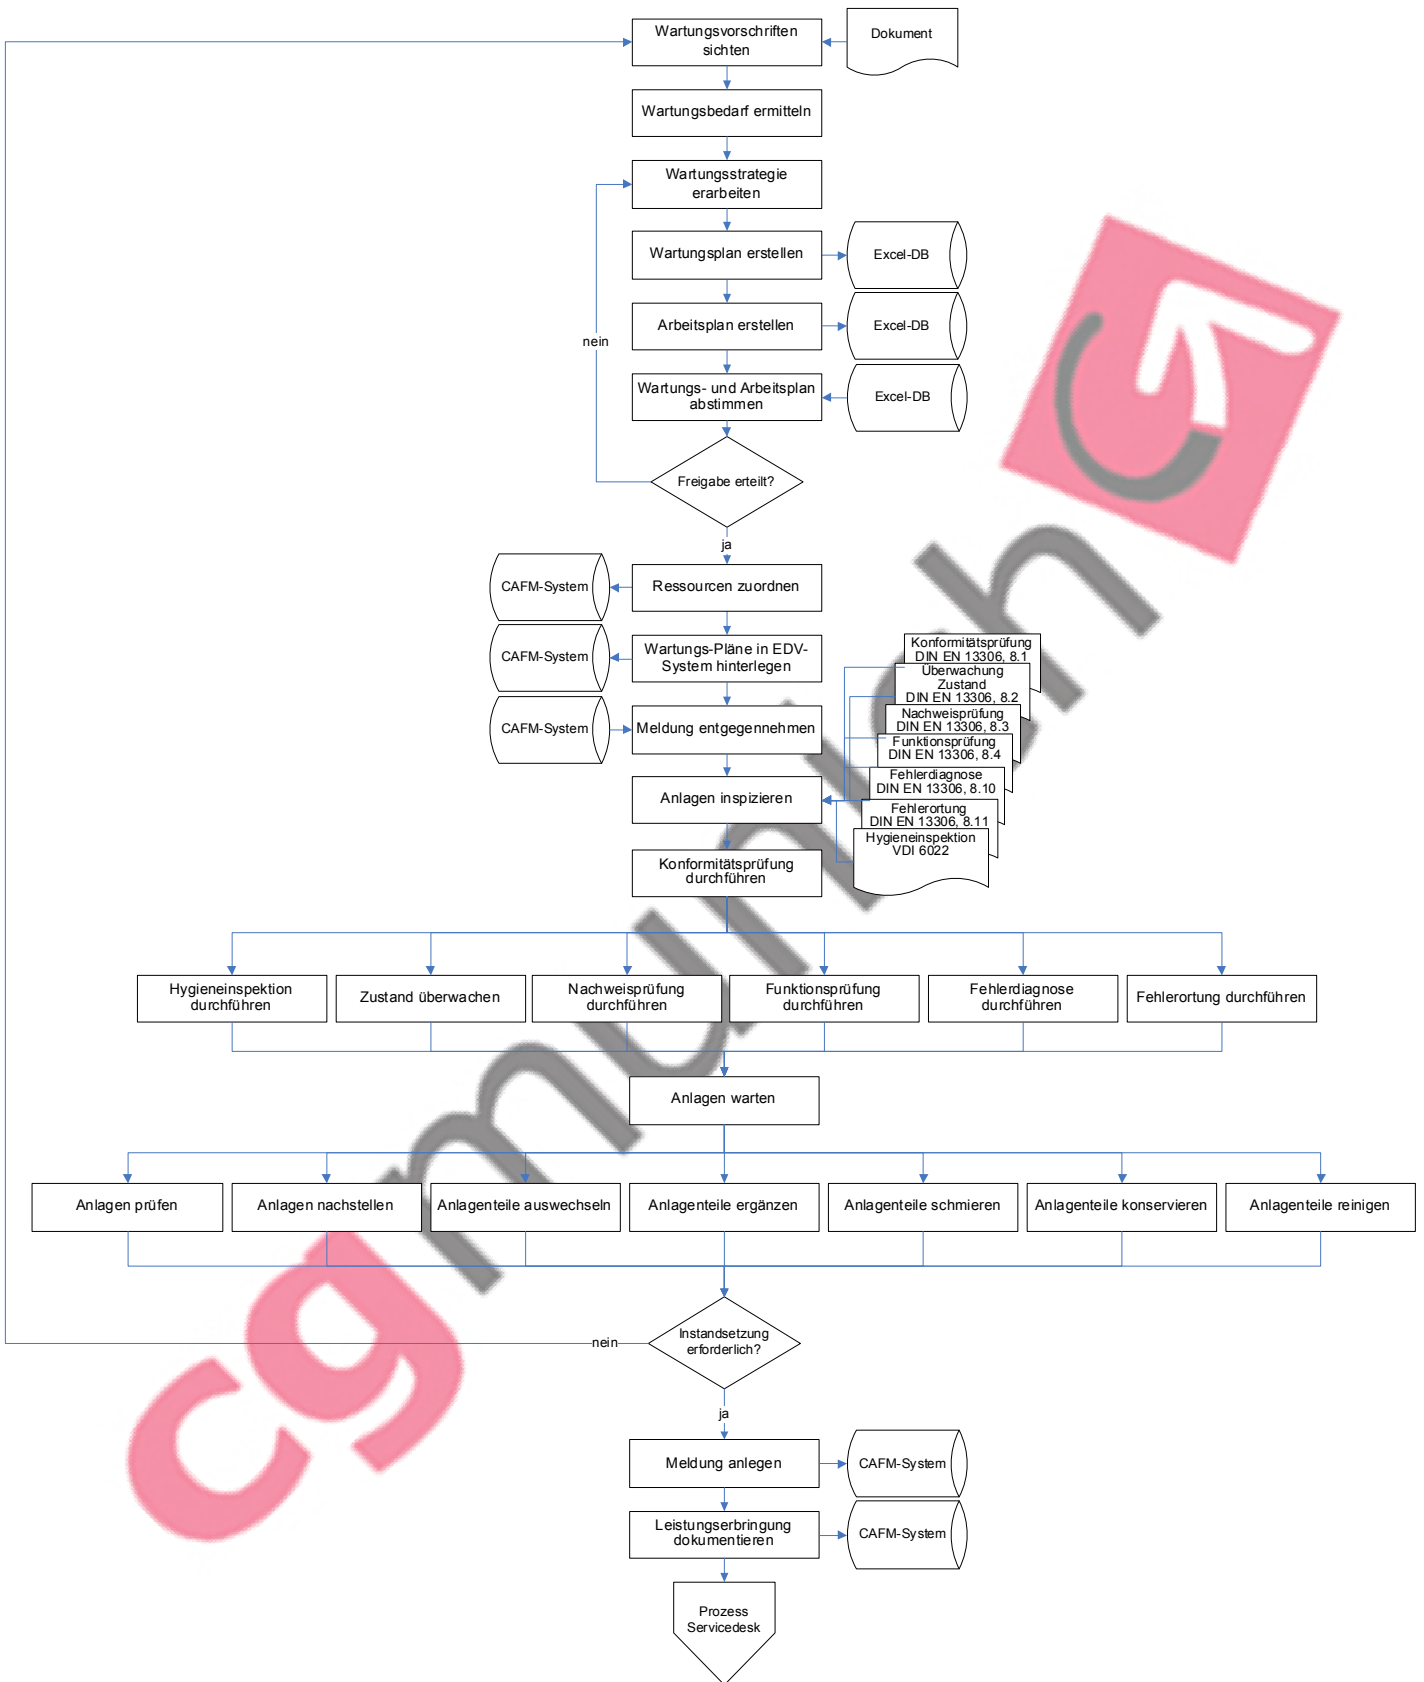 Wartungsvorschriften
sichten
Dokument
Wartungsbedarf ermitteln
Wartungsstrategie
erarbeiten
Wartungsplan erstellen
Excel-DB
Arbeitsplan erstellen
Excel-DB
nein
Wartungs- und Arbeitsplan
abstimmen
Excel-DB
Freigabe erteilt?
ja
CAFM-System
Ressourcen zuordnen
CAFM-System
Wartungs-Pläne in EDV-
System hinterlegen
CAFM-System
Meldung entgegennehmen
Konformitätsprüfung
DIN EN 13306, 8.1
Überwachung
Zustand
DIN EN 13306, 8.2
Nachweisprüfung
DIN EN 13306, 8.3
Funktionsprüfung
DIN EN 13306, 8.4
Fehlerdiagnose
DIN EN 13306, 8.10
Fehlerortung
DIN EN 13306, 8.11
Hygieneinspektion
VDI 6022
Anlagen inspizieren
Konformitätsprüfung
durchführen
Hygieneinspektion
durchführen
Zustand überwachen
Nachweisprüfung
durchführen
Funktionsprüfung
durchführen
Fehlerdiagnose
durchführen
Fehlerortung durchführen
Anlagen warten
Anlagen prüfen
Anlagen nachstellen
Anlagenteile auswechseln
Anlagenteile ergänzen
Anlagenteile schmieren
Anlagenteile konservieren
Anlagenteile reinigen
nein
Instandsetzung
erforderlich?
ja
Meldung anlegen
CAFM-System
Leistungserbringung
dokumentieren
CAFM-System
Prozess
Servicedesk
cgmunich